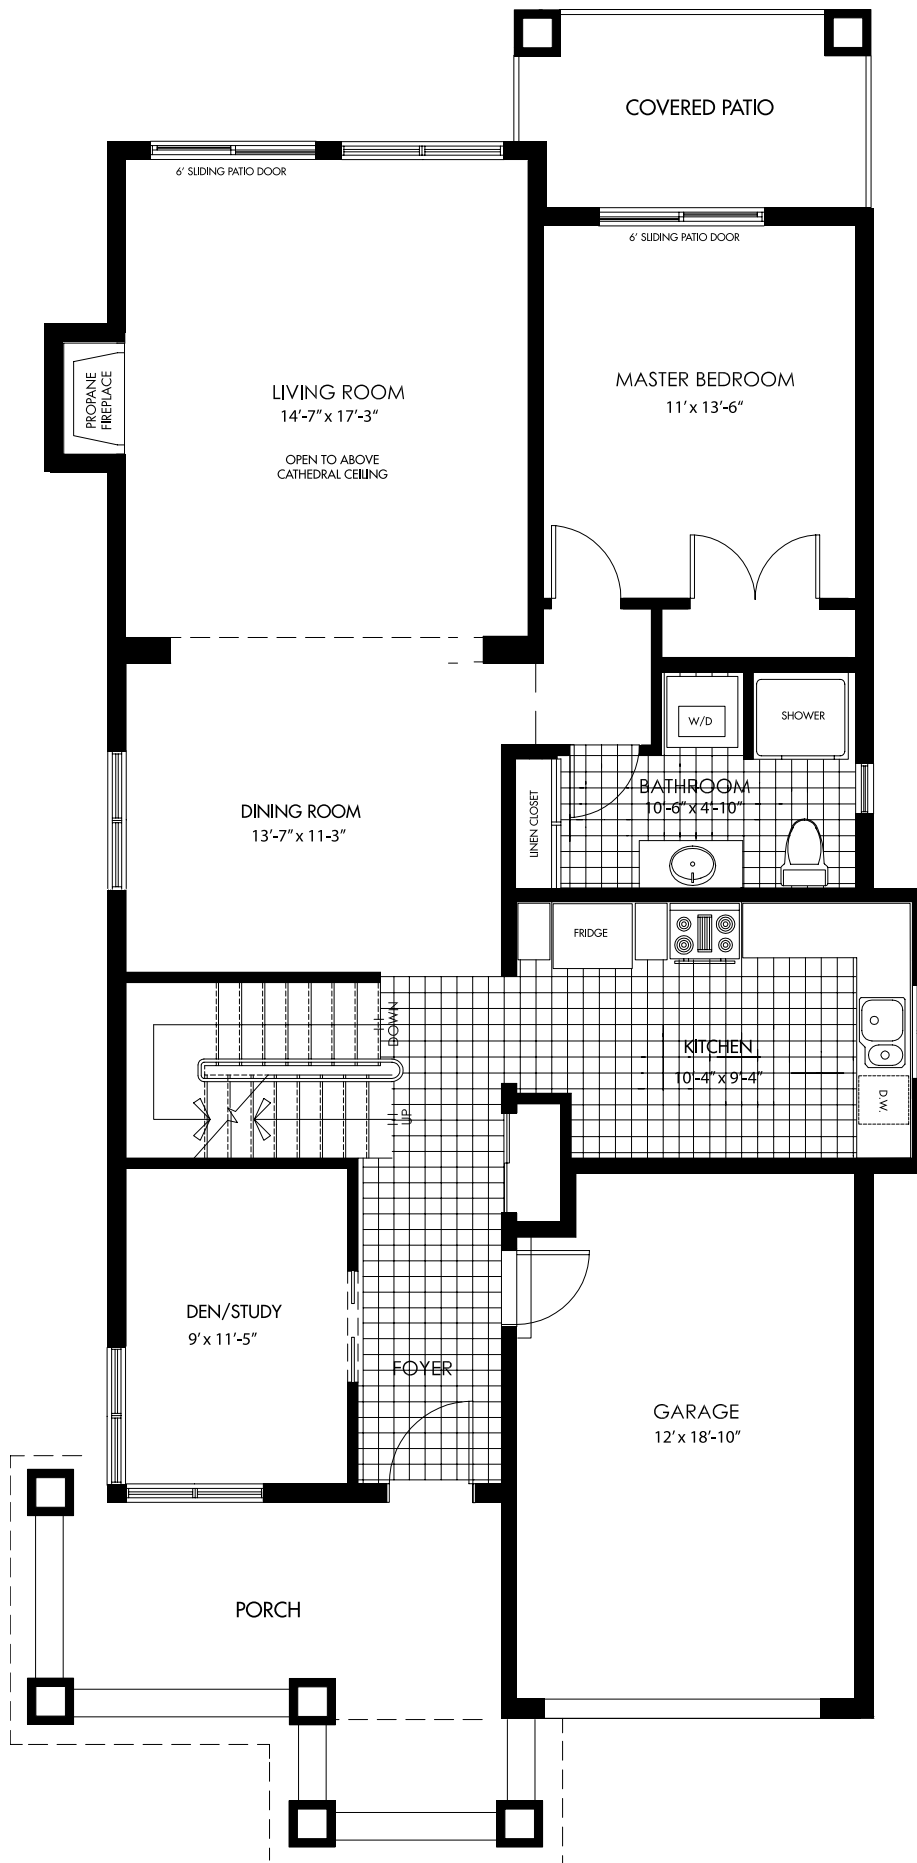 COVERED PATIO
6' SLIDING PATIO DOOR
6' SLIDING PATIO DOOR
PROPANE
FIREPLACE
LIVING ROOM
14'-7" x 17'-3"
OPEN TO ABOVE
CATHEDRAL CEILING
MASTER BEDROOM
11' x 13'-6"
W/D
SHOWER
BATHROOM
10'-6" x 4'-10"
LINEN CLOSET
DINING ROOM
13'-7" x 11'-3"
FRIDGE
DOWN
UP
KITCHEN
10'-4" x 9'-4"
D.W.
DEN/STUDY
9' x 11'-5"
FOYER
GARAGE
12' x 18'-10"
PORCH